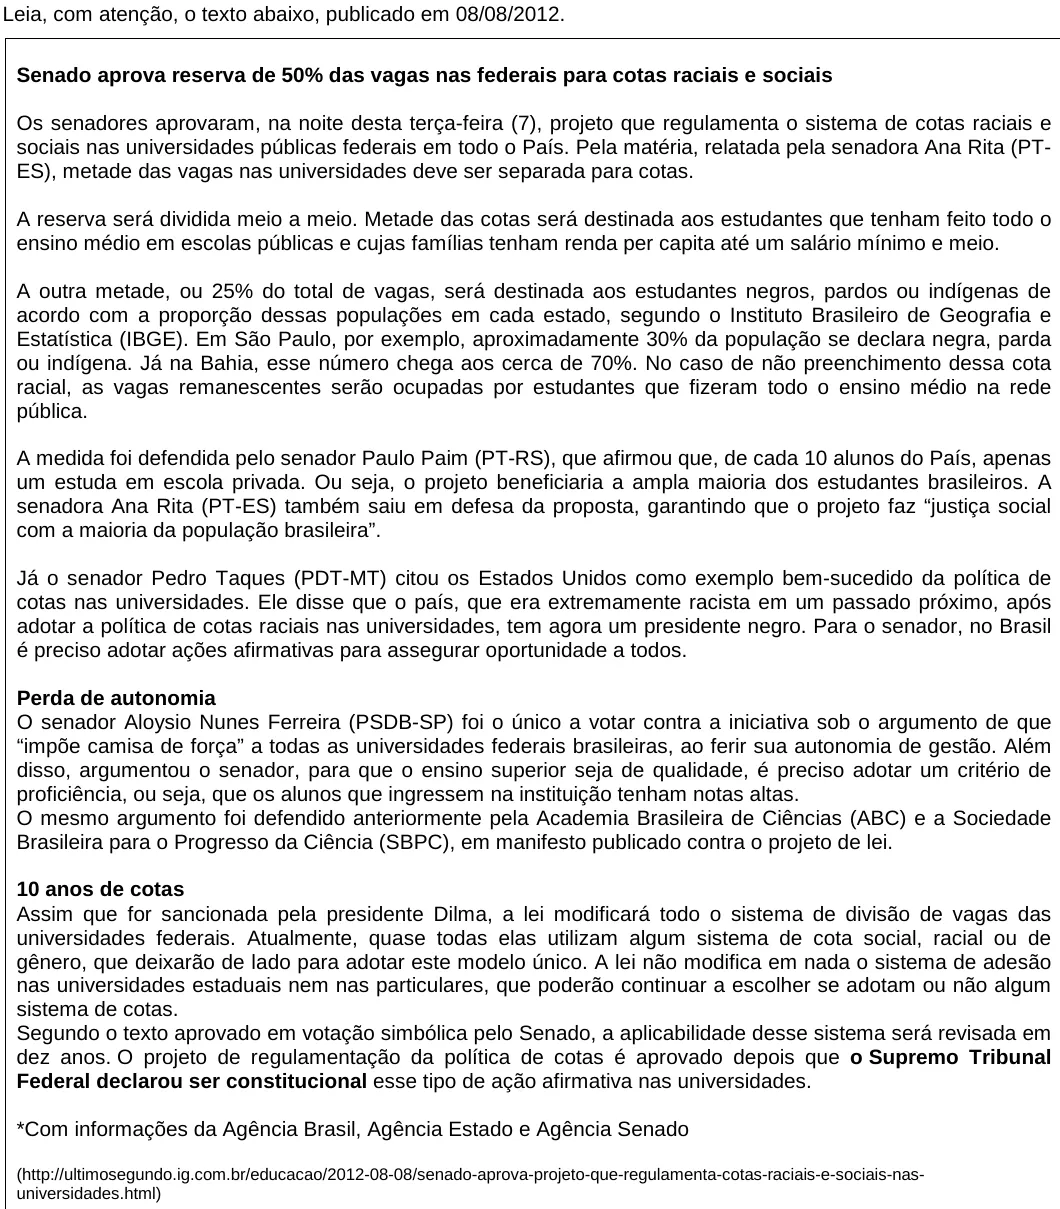 Leia, com atenção, o texto abaixo, publicado em 08/08/2012.
Senado aprova reserva de 50% das vagas nas federais para cotas raciais e sociais
Os senadores aprovaram, na noite desta terça-feira (7), projeto que regulamenta o sistema de cotas raciais e
sociais nas universidades públicas federais em todo o País. Pela matéria, relatada pela senadora Ana Rita (PT-
ES), metade das vagas nas universidades deve ser separada para cotas.
A reserva será dividida meio a meio. Metade das cotas será destinada aos estudantes que tenham feito todo o
ensino médio em escolas públicas e cujas famílias tenham renda per capita até um salário mínimo e meio.
A outra metade, ou 25% do total de vagas, será destinada aos estudantes negros, pardos ou indígenas de
acordo com a proporção dessas populações em cada estado, segundo o Instituto Brasileiro de Geografia e
Estatística (IBGE). Em São Paulo, por exemplo, aproximadamente 30% da população se declara negra, parda
ou indígena. Já na Bahia, esse número chega aos cerca de 70%. No caso de não preenchimento dessa cota
racial, as vagas remanescentes serão ocupadas por estudantes que fizeram todo o ensino médio na rede
pública.
A medida foi defendida pelo senador Paulo Paim (PT-RS), que afirmou que, de cada 10 alunos do País, apenas
um estuda em escola privada. Ou seja, o projeto beneficiaria a ampla maioria dos estudantes brasileiros. A
senadora Ana Rita (PT-ES) também saiu em defesa da proposta, garantindo que o projeto faz “justiça social
com a maioria da população brasileira”.
Já o senador Pedro Taques (PDT-MT) citou os Estados Unidos como exemplo bem-sucedido da política de
cotas nas universidades. Ele disse que o país, que era extremamente racista em um passado próximo, após
adotar a política de cotas raciais nas universidades, tem agora um presidente negro. Para o senador, no Brasil
é preciso adotar ações afirmativas para assegurar oportunidade a todos.
Perda de autonomia
O senador Aloysio Nunes Ferreira (PSDB-SP) foi o único a votar contra a iniciativa sob o argumento de que
“impõe camisa de força” a todas as universidades federais brasileiras, ao ferir sua autonomia de gestão. Além
disso, argumentou o senador, para que o ensino superior seja de qualidade, é preciso adotar um critério de
proficiência, ou seja, que os alunos que ingressem na instituição tenham notas altas.
O mesmo argumento foi defendido anteriormente pela Academia Brasileira de Ciências (ABC) e a Sociedade
Brasileira para o Progresso da Ciência (SBPC), em manifesto publicado contra o projeto de lei.
10 anos de cotas
Assim que for sancionada pela presidente Dilma, a lei modificará todo o sistema de divisão de vagas das
universidades federais. Atualmente, quase todas elas utilizam algum sistema de cota social, racial ou de
gênero, que deixarão de lado para adotar este modelo único. A lei não modifica em nada o sistema de adesão
nas universidades estaduais nem nas particulares, que poderão continuar a escolher se adotam ou não algum
sistema de cotas.
Segundo o texto aprovado em votação simbólica pelo Senado, a aplicabilidade desse sistema será revisada em
dez anos. O projeto de regulamentação da política de cotas é aprovado depois que o Supremo Tribunal
Federal declarou ser constitucional esse tipo de ação afirmativa nas universidades.
*Com informações da Agência Brasil, Agência Estado e Agência Senado
(http://ultimosegundo.ig.com.br/educacao/2012-08-08/senado-aprova-projeto-que-regulamenta-cotas-raciais-e-sociais-nas-
universidades.html)